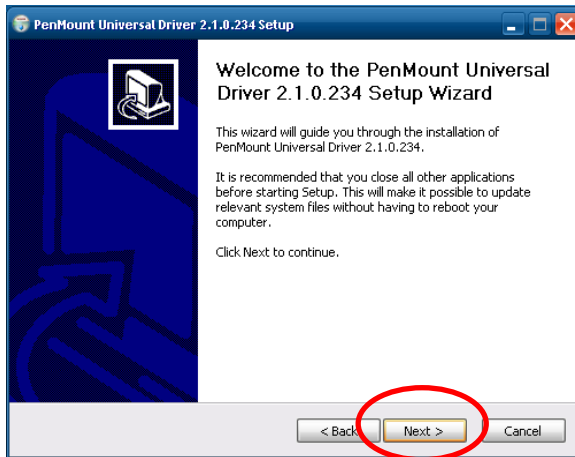 PenMount Universal Driver 2.1.0.234 Setup
Welcome to the PenMount Universal
Driver 2.1.0.234 Setup Wizard
This wizard will guide you through the installation of
PenMount Universal Driver 2.1.0.234.
It is recommended that you close all other applications
before starting Setup. This will make it possible to update
relevant system files without having to reboot your
computer.
Click Next to continue.
< Back
Next >
Cancel